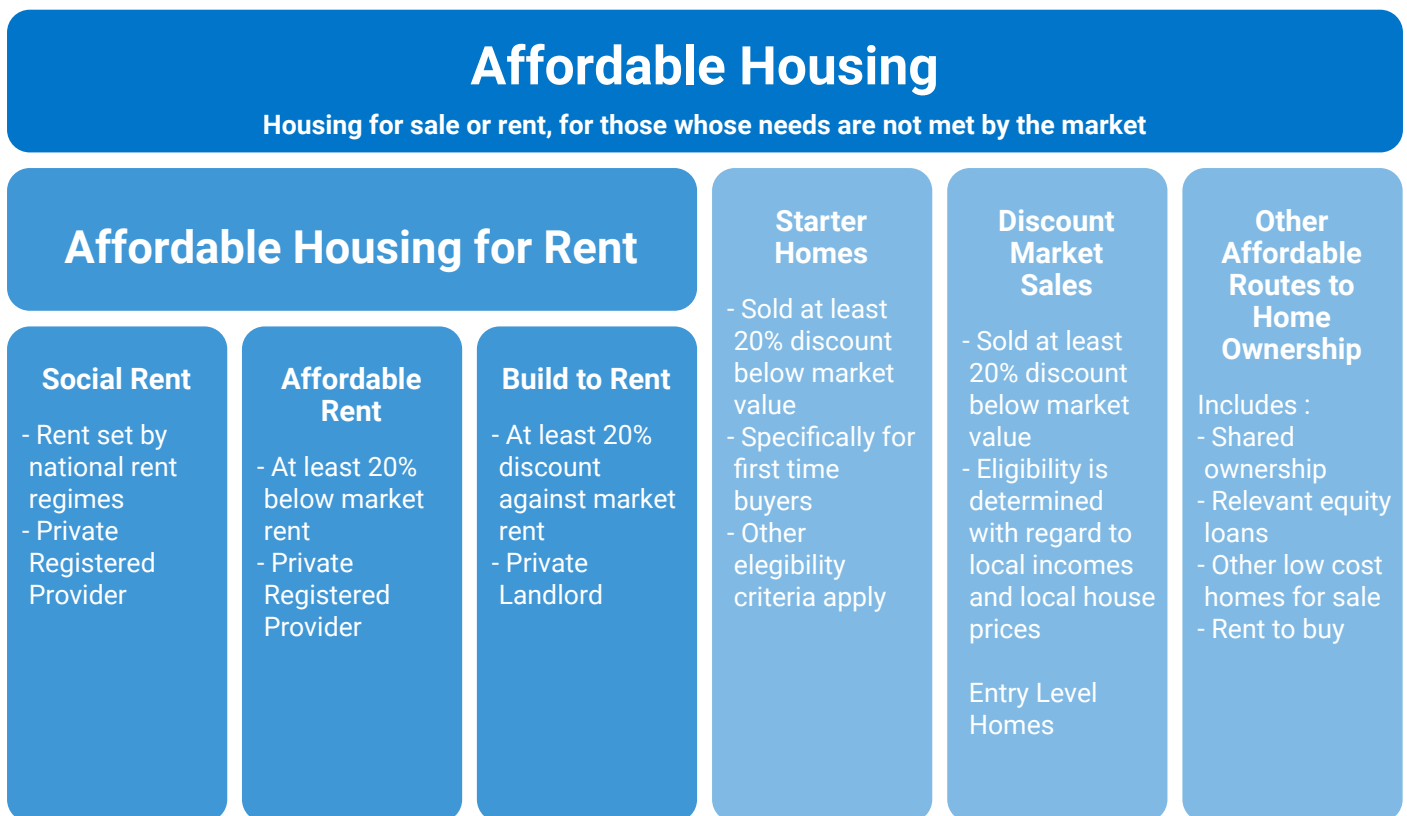 Affordable Housing
Housing for sale or rent, for those whose needs are not met by the market
Affordable Housing for Rent
Social Rent
- Rent set by
national rent
regimes
- Private
Registered
Provider
Affordable
Rent
- At least 20%
below market
rent
- Private
Registered
Provider
Build to Rent
- At least 20%
discount
against market
rent
- Private
Landlord
Starter
Homes
- Sold at least
20% discount
below market
value
- Specifically for
first time
buyers
- Other
elegibility
criteria apply
Discount
Market
Sales
- Sold at least
20% discount
below market
value
- Eligibility is
determined
with regard to
local incomes
and local house
prices
Entry Level
Homes
Other
Affordable
Routes to
Home
Ownership
Includes :
- Shared
ownership
- Relevant equity
loans
- Other low cost
homes for sale
- Rent to buy